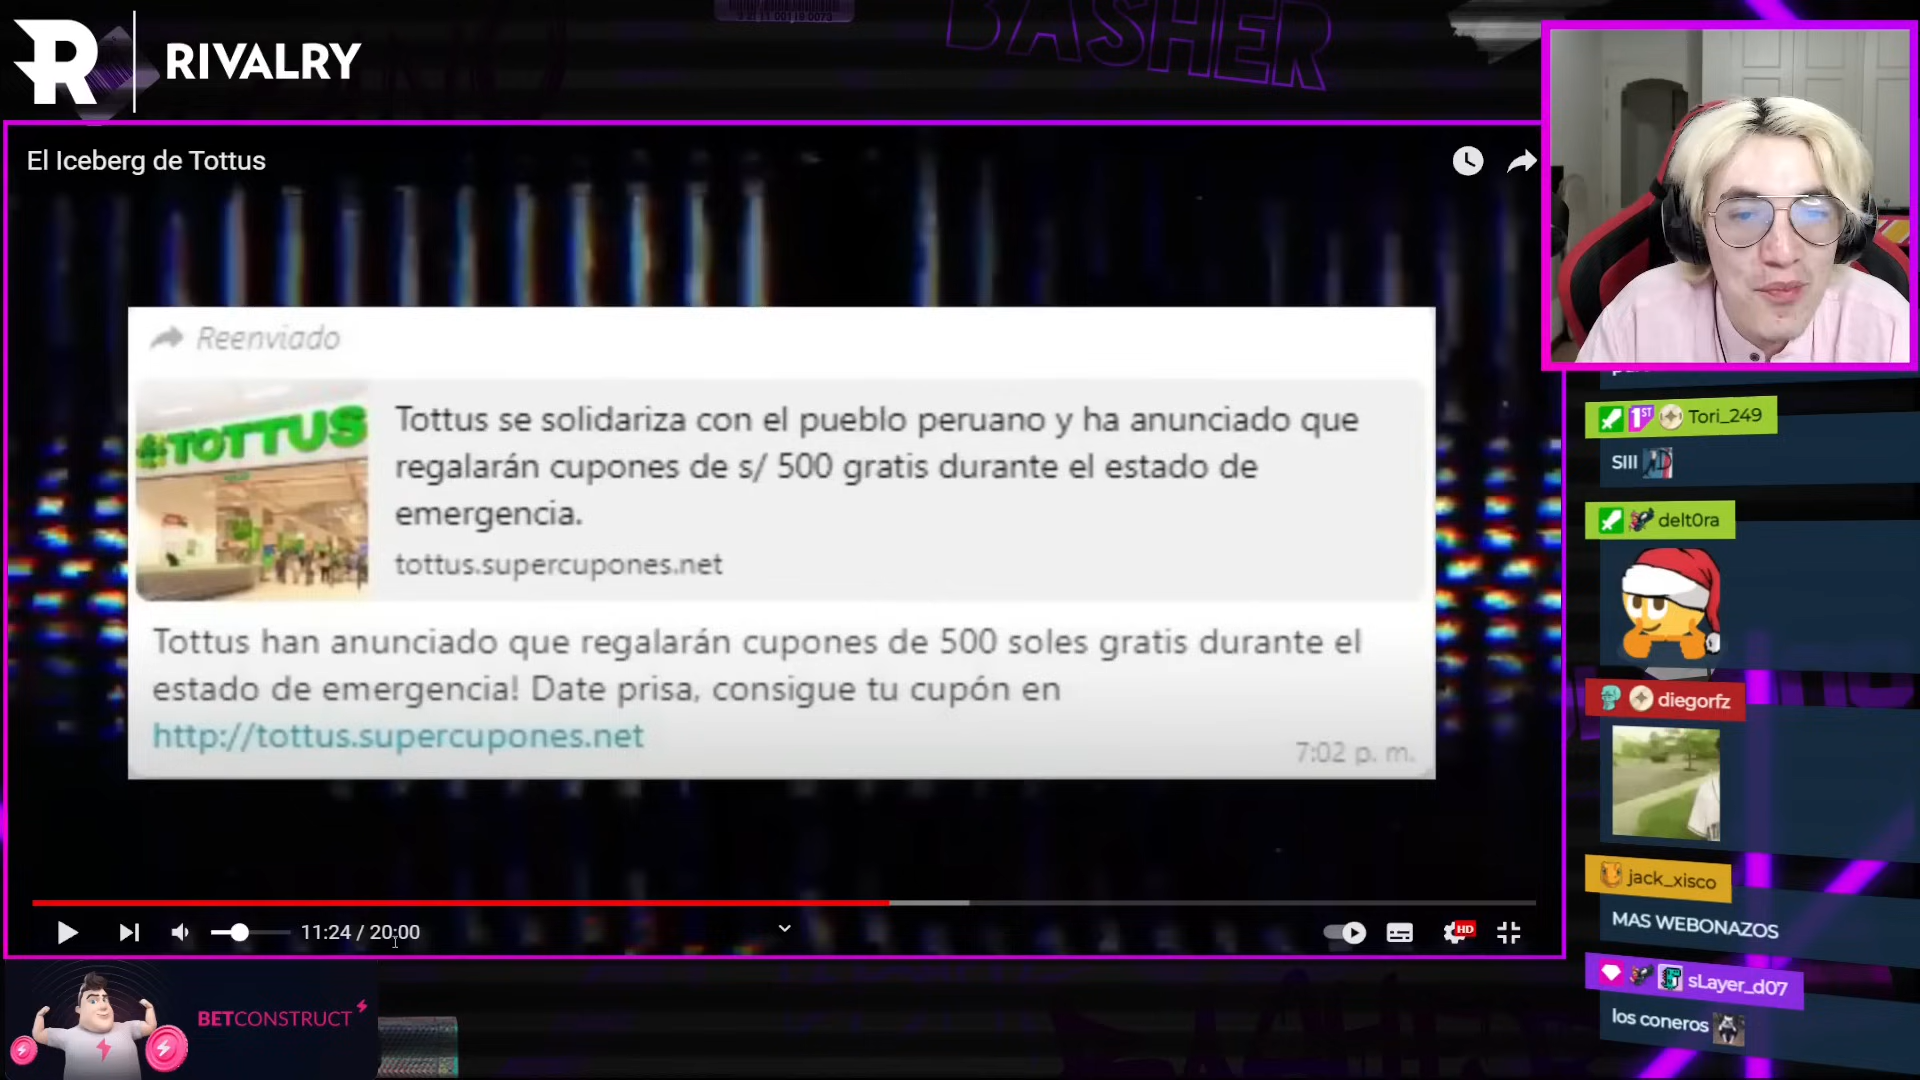 RIVALRY
BASHER
El Iceberg de Tottus
Reenviado
TOTTUS
Tottus se solidariza con el pueblo peruano y ha anunciado que
regalarán cupones de s/ 500 gratis durante el estado de
emergencia.
tottus.supercupones.net
Tottus han anunciado que regalarán cupones de 500 soles gratis durante el
estado de emergencia! Date prisa, consigue tu cupón en
http://tottus.supercupones.net
7:02 p. m.
11:24 / 20:00
HD
BETCONSTRUCT
1ST Tori_249
SIII
delt0ra
diegorfz
jack_xisco
MAS WEBONAZOS
sLayer_d07
los coneros